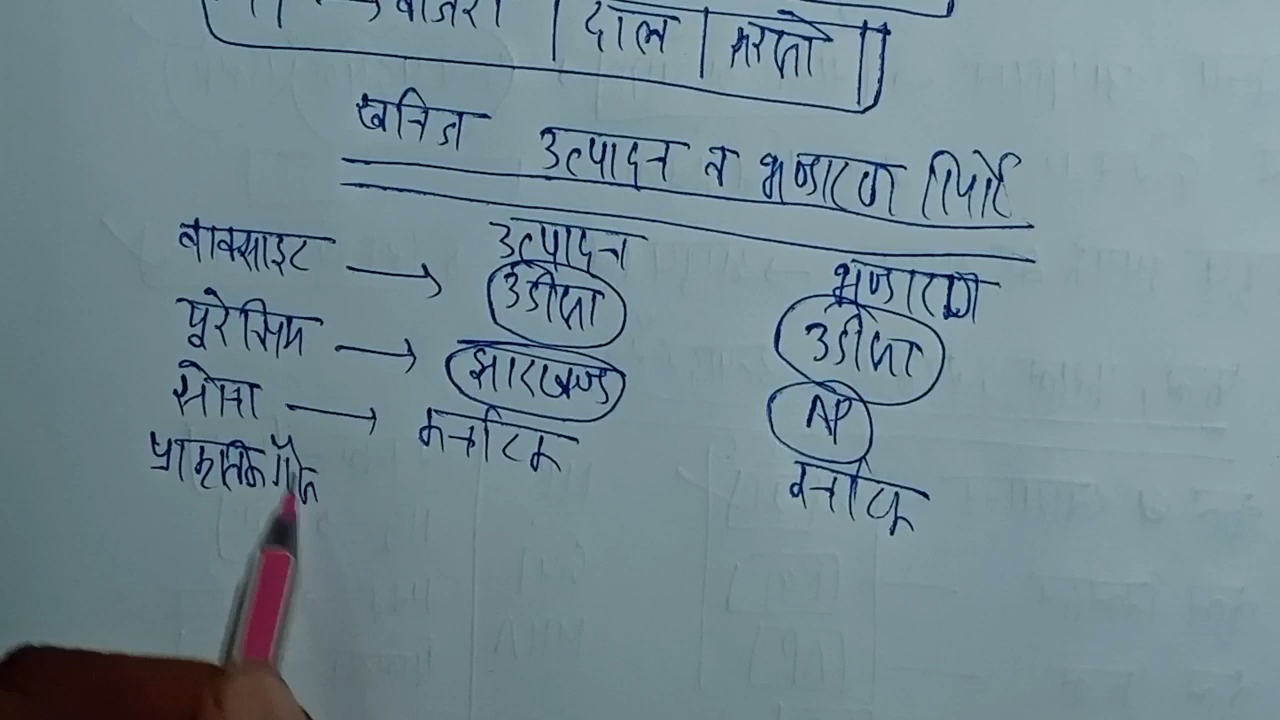 बाजरा दाल सरसो
खनिज उत्पादन व भण्डारण रिपोर्ट
उत्पादन भण्डारण
बाक्साइट → उडीसा उडीसा
यूरेनियम → झारखण्ड AP
सोना → कर्नाटक कर्नाटक
प्राकृतिक गैस